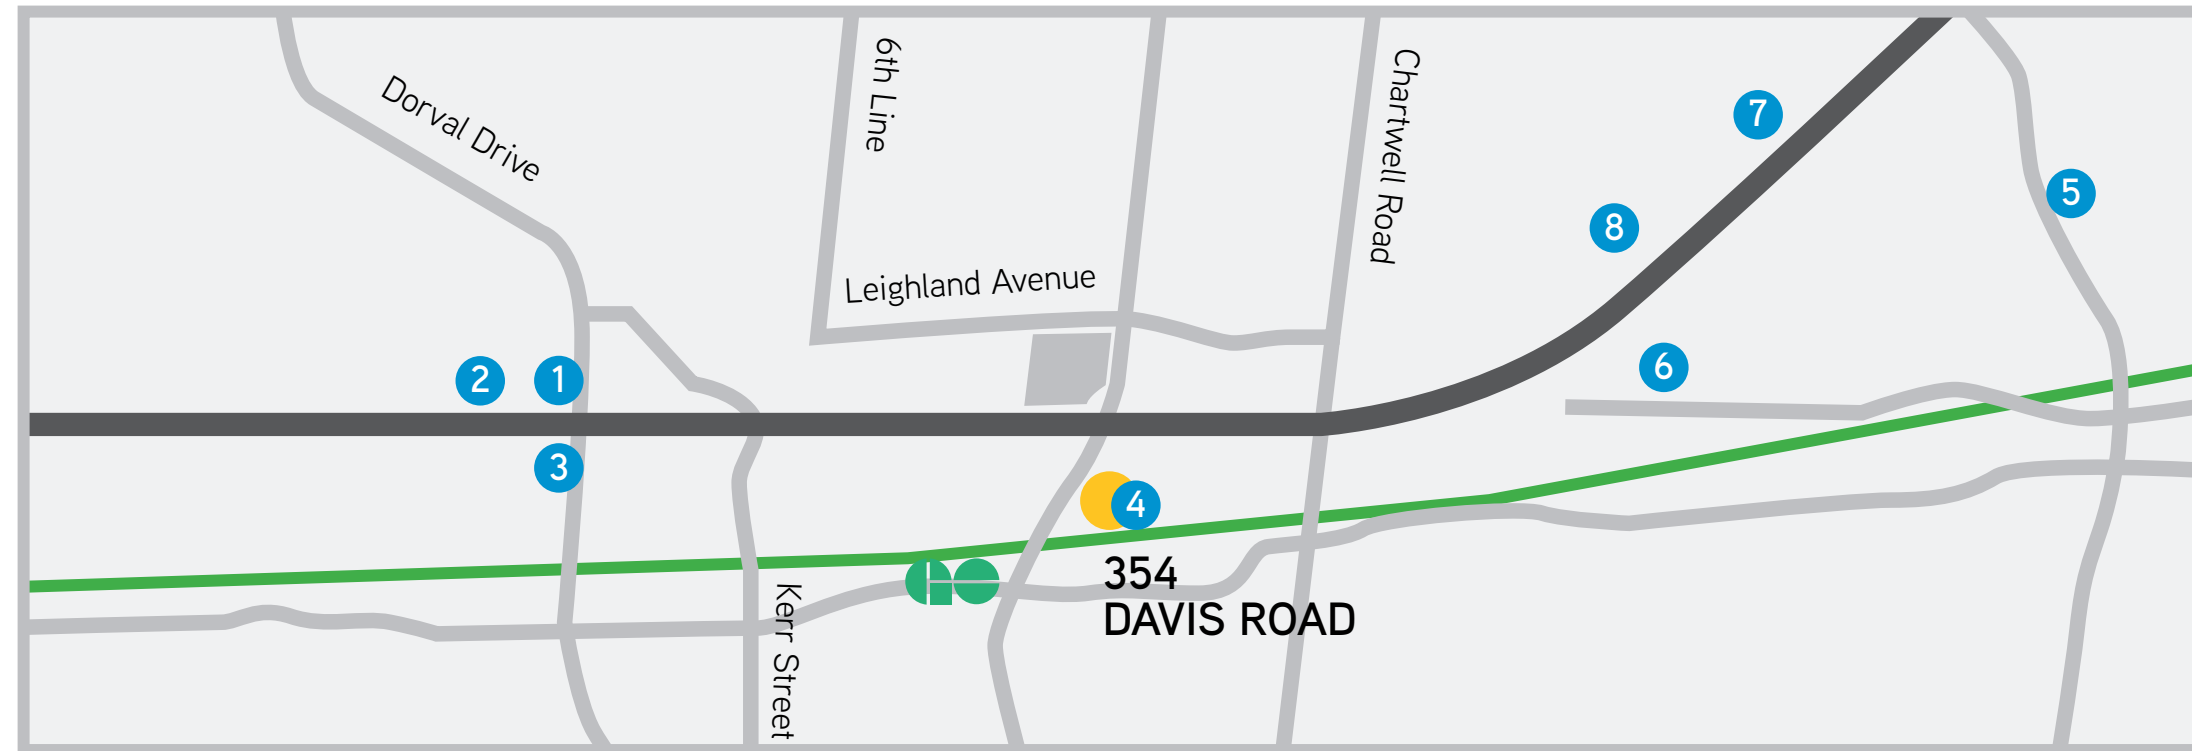 Dorval Drive
6th Line
Chartwell Road
Leighland Avenue
7
5
8
6
2
1
3
4
354
DAVIS ROAD
Kerr Street